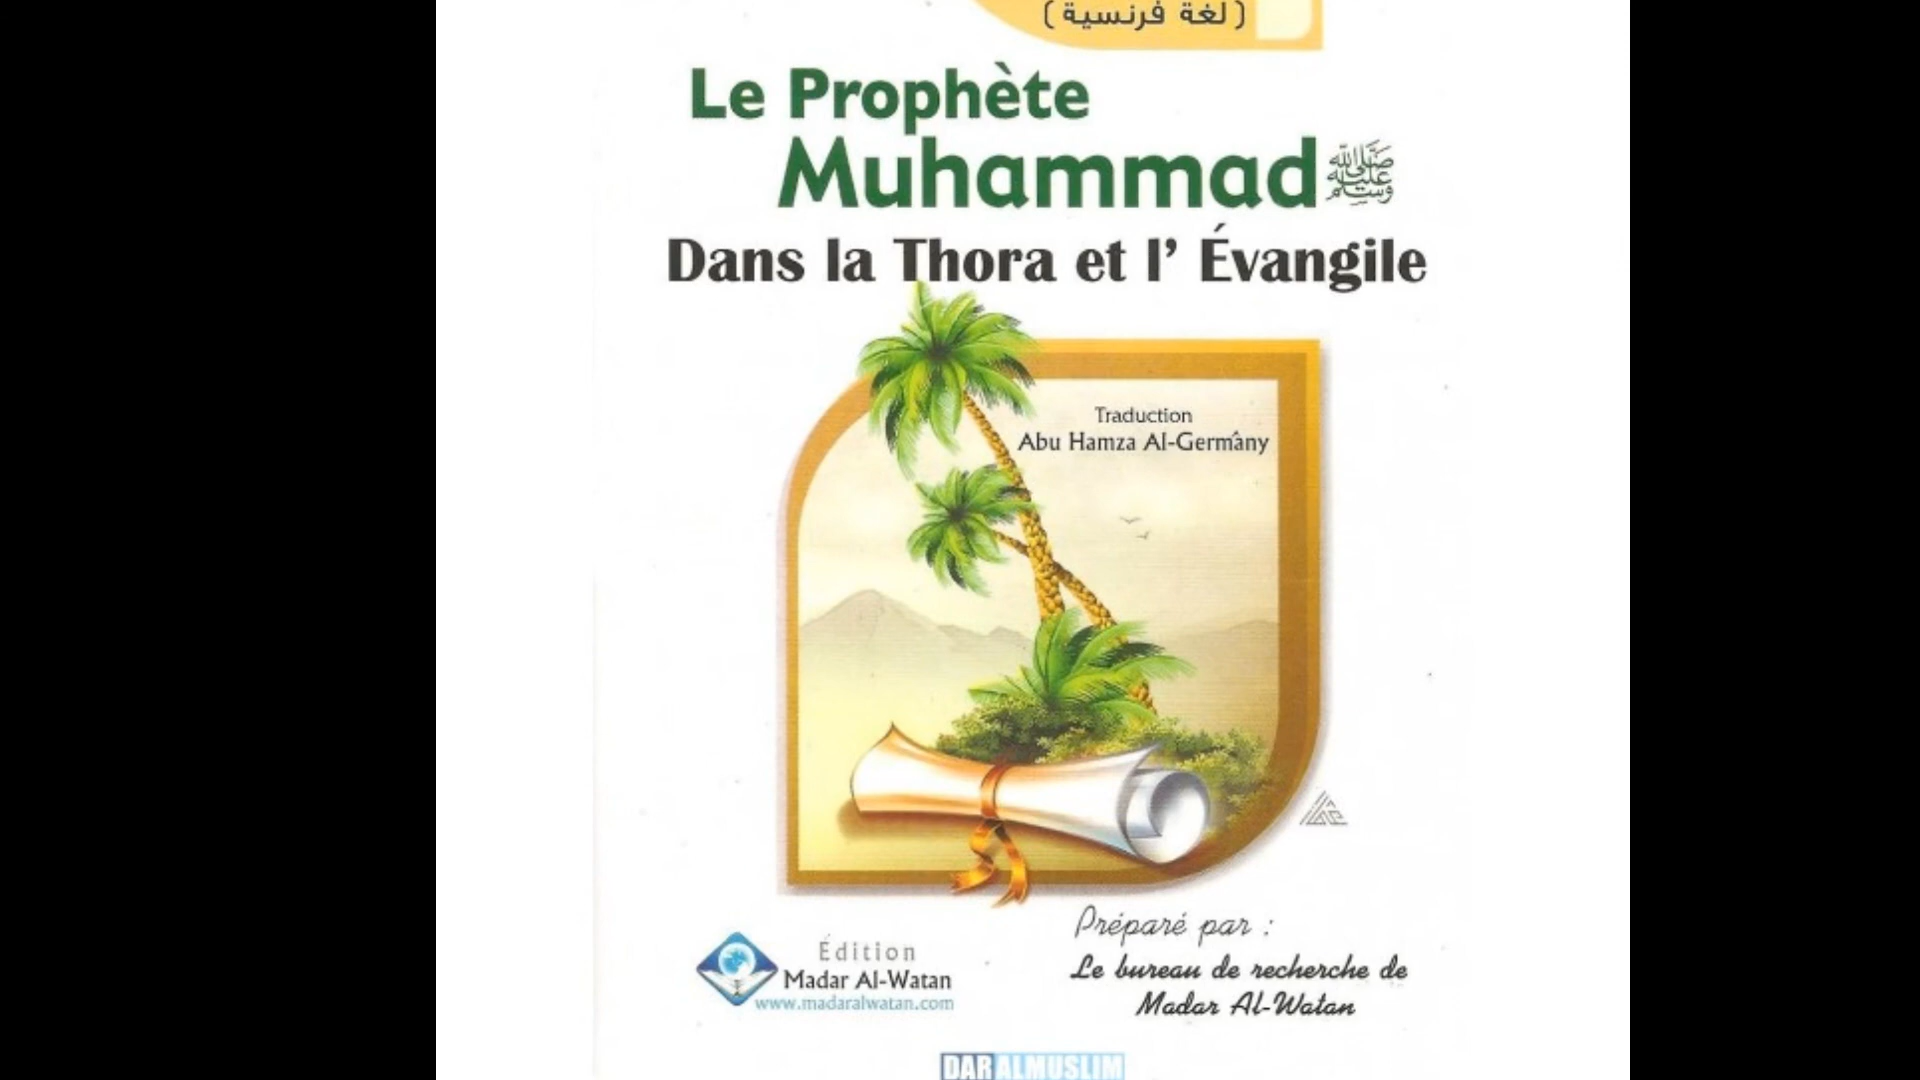 (لغة فرنسية)
Le Prophète
Muhammad ﷺ
Dans la Thora et l' Évangile
Traduction
Abu Hamza Al-Germâny
Édition
Madar Al-Watan
www.madaralwatan.com
Préparé par :
Le bureau de recherche de
Madar Al-Watan
DARALMUSLIM